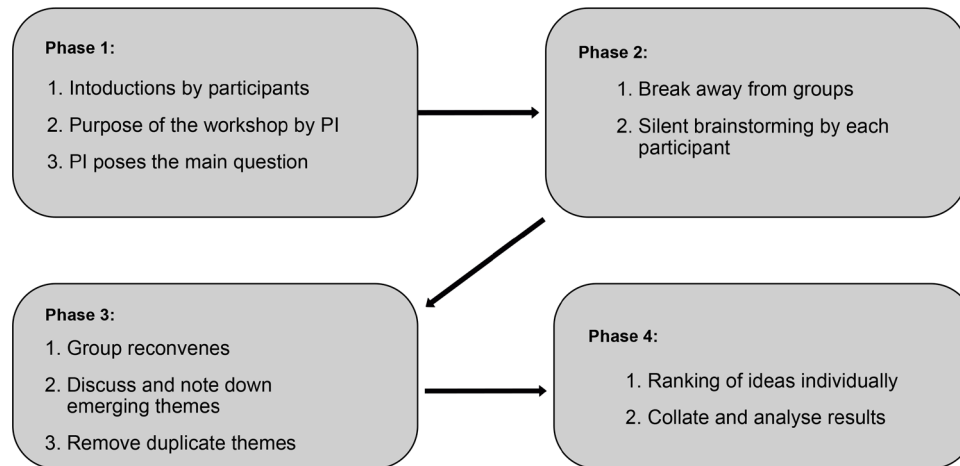 Phase 1:
1. Intoductions by participants
2. Purpose of the workshop by PI
3. PI poses the main question
Phase 2:
1. Break away from groups
2. Silent brainstorming by each
participant
Phase 3:
1. Group reconvenes
2. Discuss and note down
emerging themes
3. Remove duplicate themes
Phase 4:
1. Ranking of ideas individually
2. Collate and analyse results